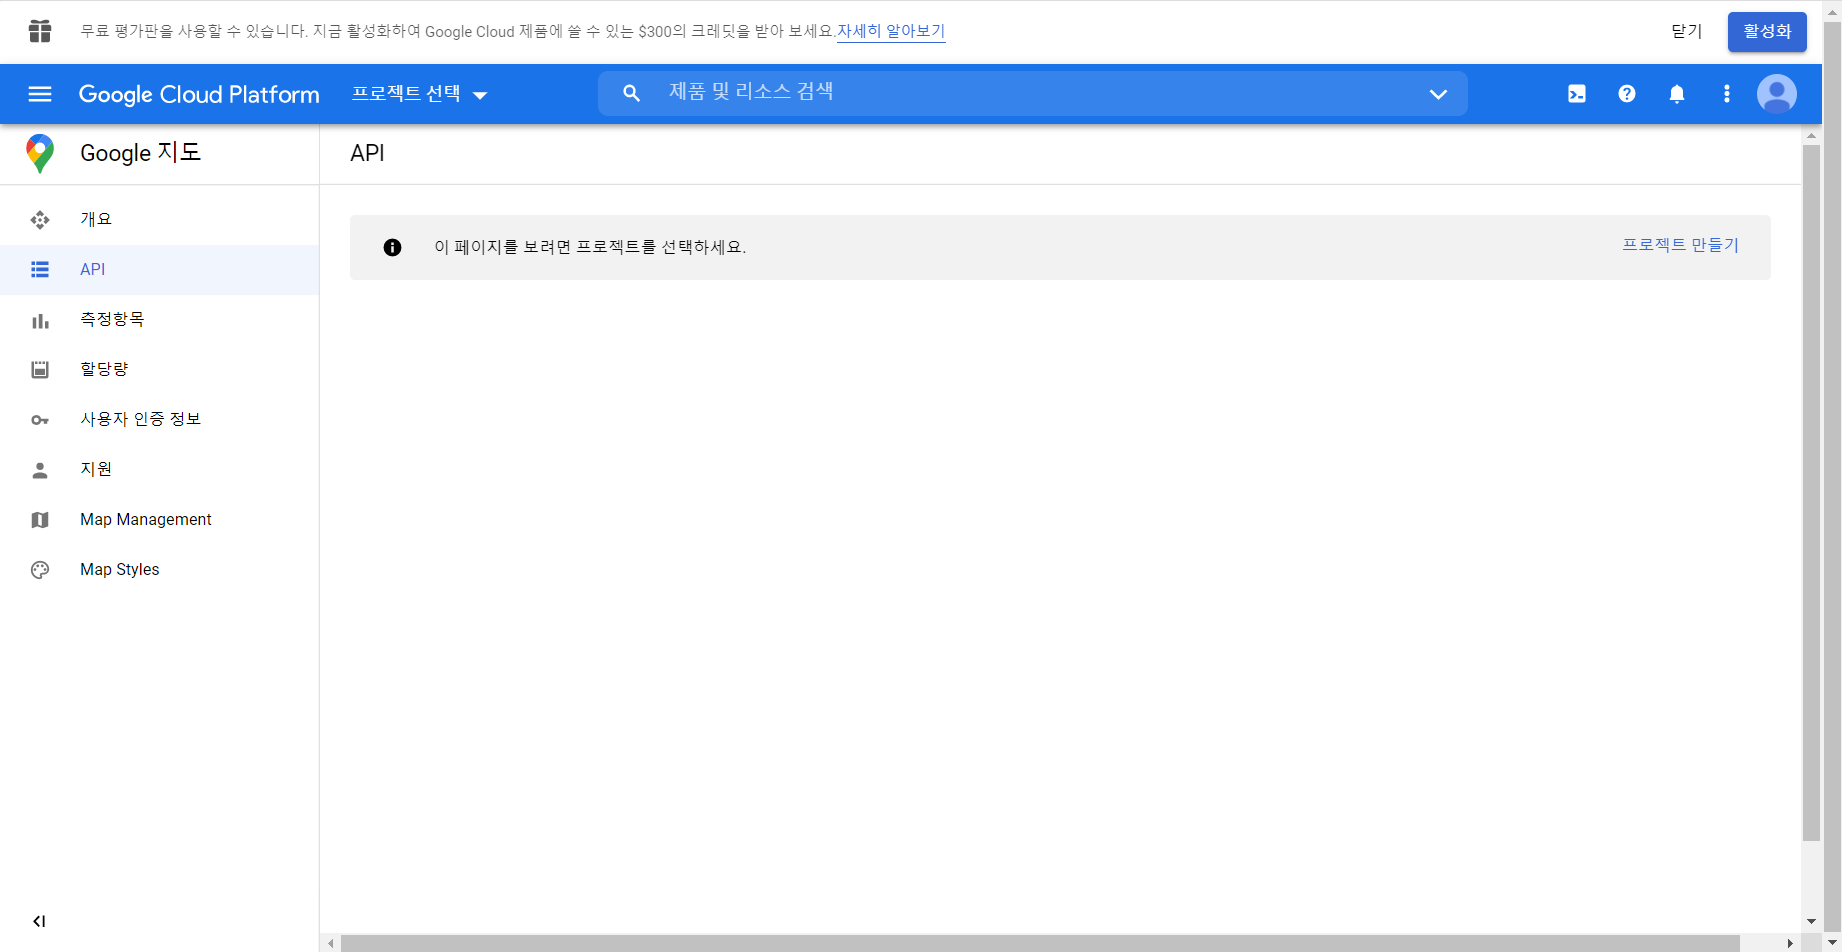 무료 평가판을 사용할 수 있습니다. 지금 활성화하여 Google Cloud 제품에 쓸 수 있는 $300의 크레딧을 받아 보세요.자세히 알아보기
닫기
활성화
Google Cloud Platform
프로젝트 선택
제품 및 리소스 검색
Google 지도
API
개요
API
측정항목
할당량
사용자 인증 정보
지원
Map Management
Map Styles
이 페이지를 보려면 프로젝트를 선택하세요.
프로젝트 만들기